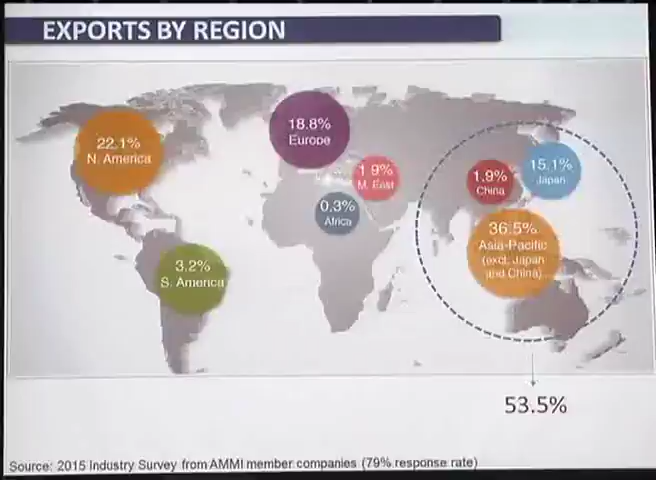 EXPORTS BY REGION
22.1%
N. America
18.8%
Europe
1 9%
M. East
0.3%
Africa
1.9%
China
15.1%
Japan
36.5%
Asia-Pacific
(excl. Japan
and China)
3.2%
S. America
53.5%
Source: 2015 Industry Survey from AMMI member companies (79% response rate)